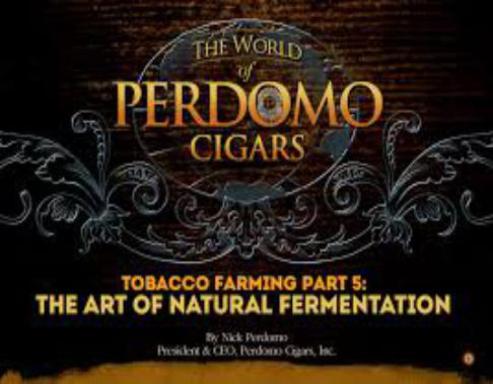 THE WORLD
of
PERDOMO
CIGARS
TOBACCO FARMING PART 5:
THE ART OF NATURAL FERMENTATION
By Nick Perdomo
President & CEO, Perdomo Cigars, Inc.